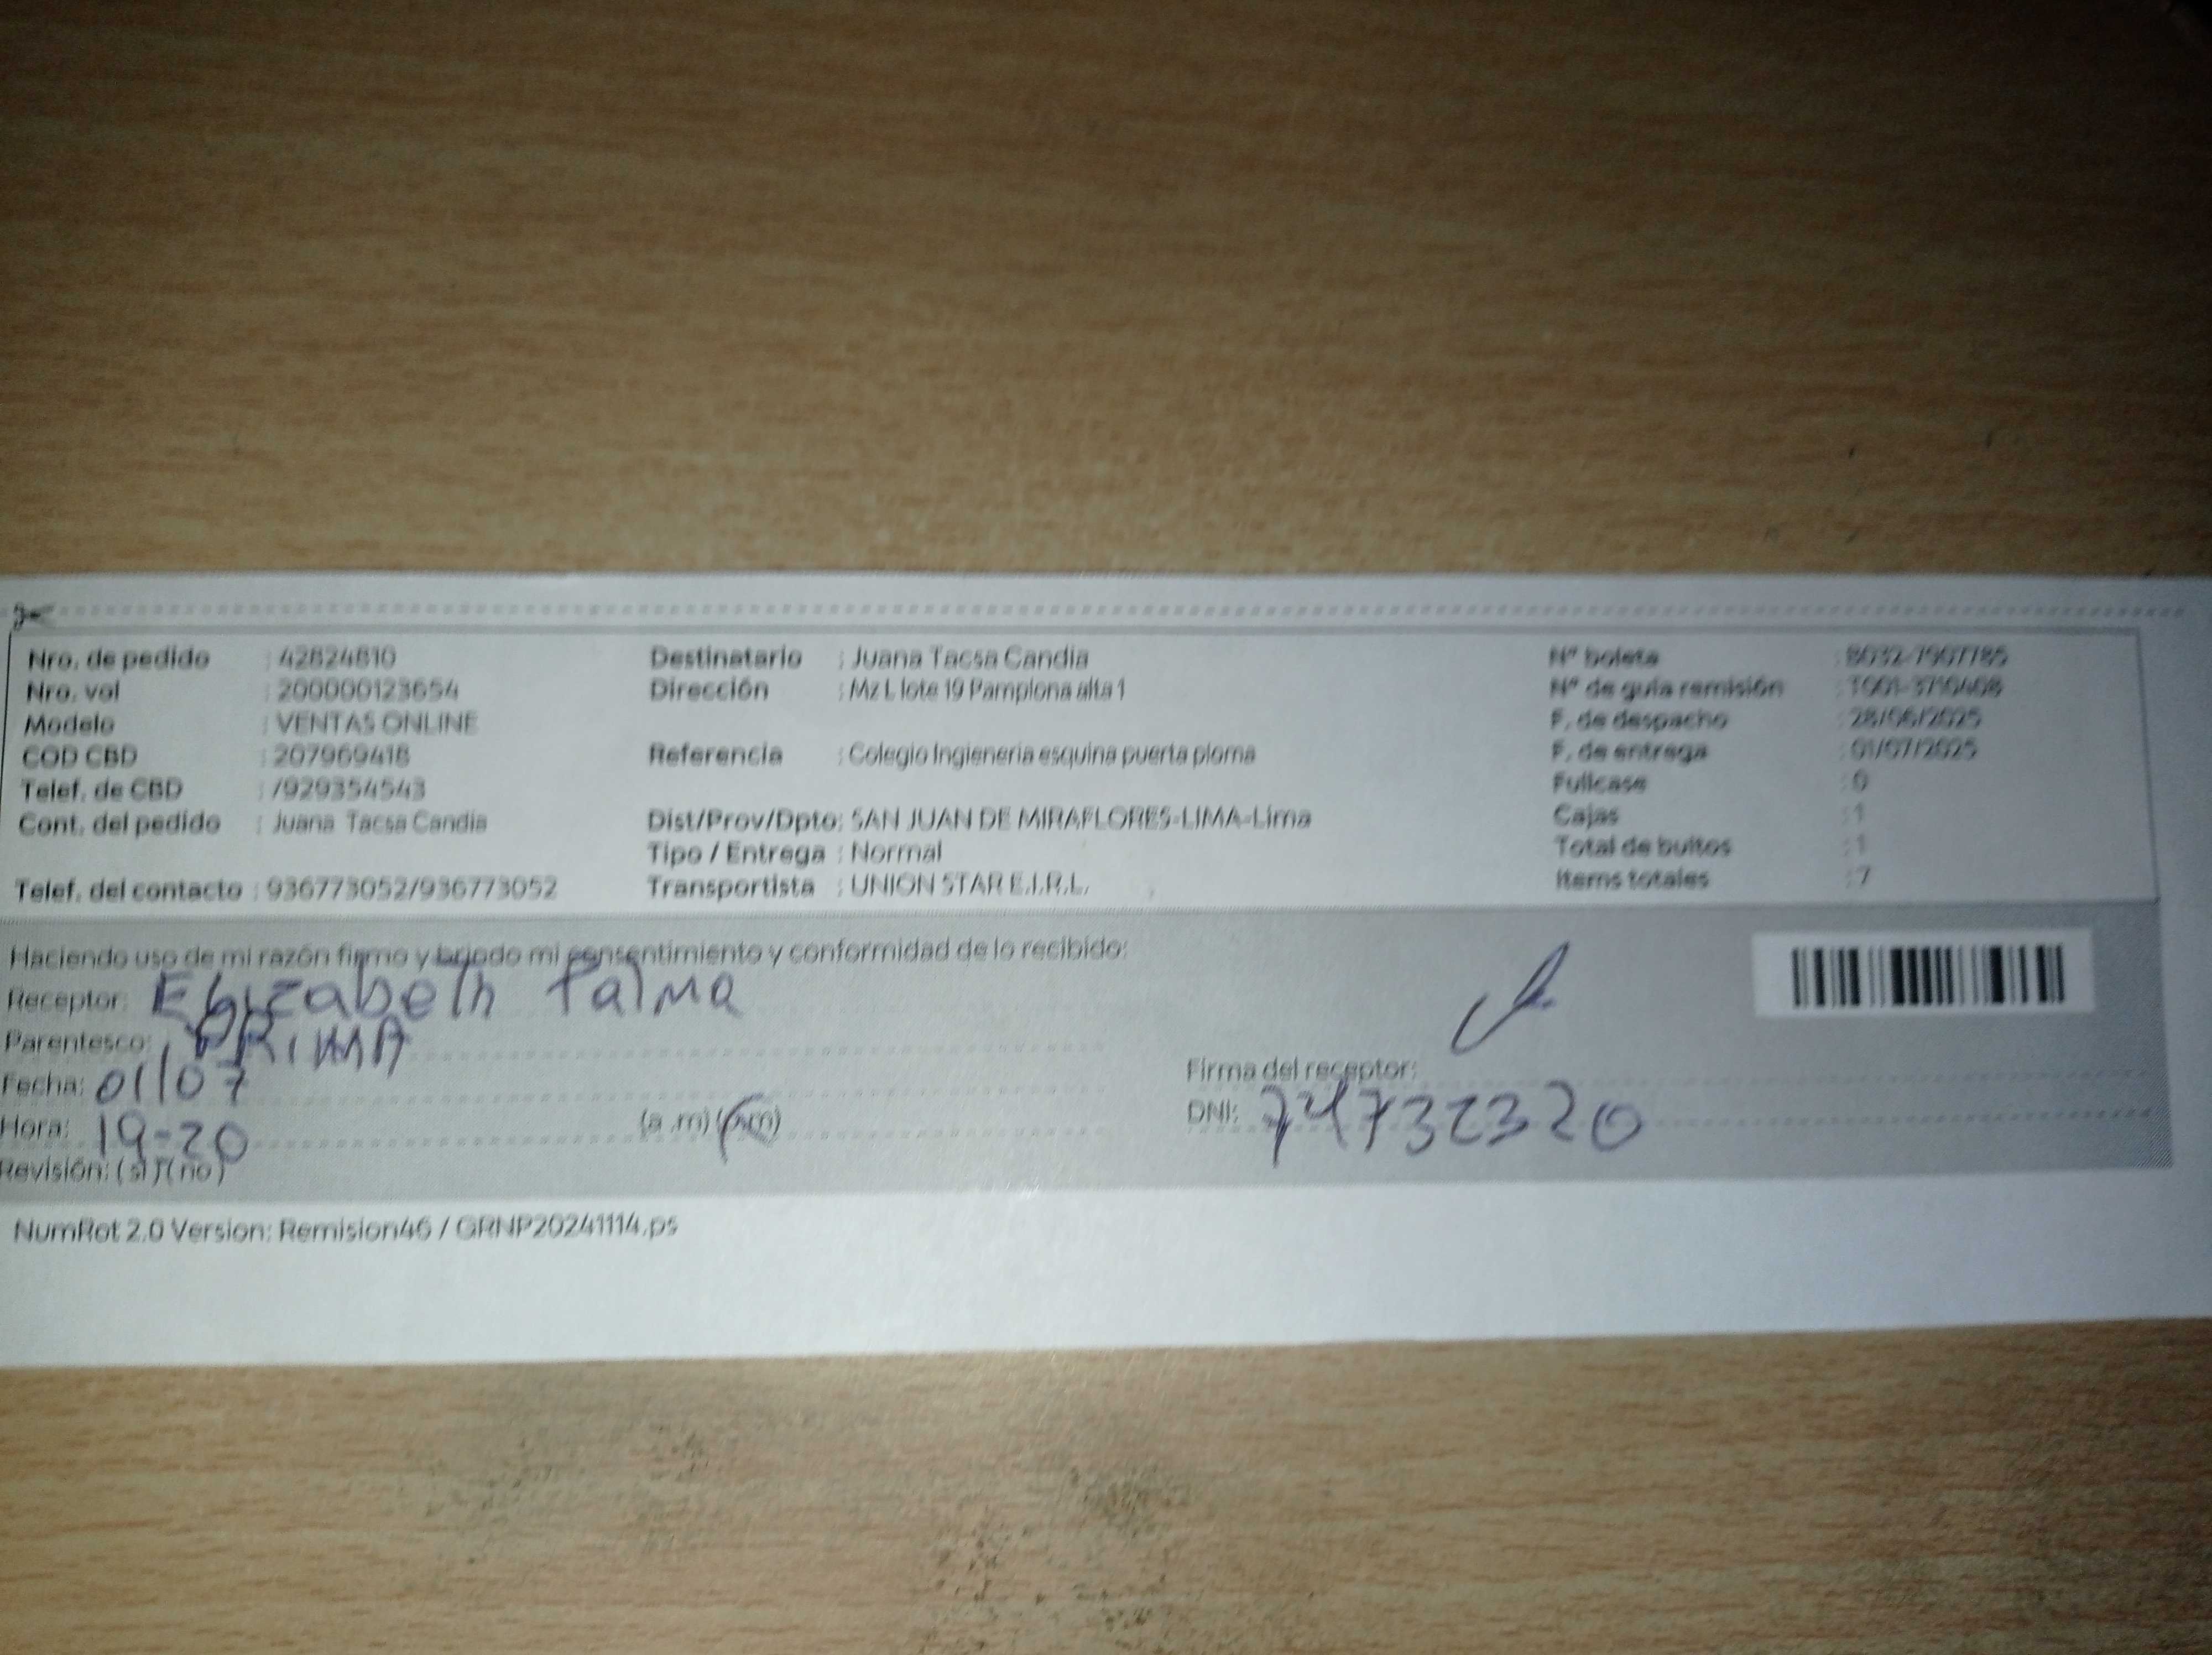 Nro. de pedido : 42824810
Nro. vol : 200000123654
Modelo : VENTAS ONLINE
COD CBD : 207969418
Telef. de CBD : /929354543
Cont. del pedido : Juana Tacsa Candia
Telef. del contacto : 936773052/936773052
Destinatario : Juana Tacsa Candia
Dirección : Mz L lote 19 Pamplona alta 1
Referencia : Colegio Ingieneria esquina puerta ploma
Dist/Prov/Dpto: SAN JUAN DE MIRAFLORES-LIMA-Lima
Tipo / Entrega : Normal
Transportista : UNION STAR E.I.R.L.
Nº boleta
Nº de guía remisión
F. de despacho : 28/06/2025
F. de entrega : 01/07/2025
Fullcase : 0
Cajas : 1
Total de bultos : 1
Items totales : 7
Haciendo uso de mi razón firmo y brindo mi consentimiento y conformidad de lo recibido:
Receptor: Elizabeth Palma
Parentesco: PRIMA
Fecha: 01/07
Hora: 19-20 (a .m) (p.m)
Revisión: ( si ) ( no )
Firma del receptor:
DNI: 74732320
NumRot 2.0 Version: Remision46 / GRNP20241114.ps